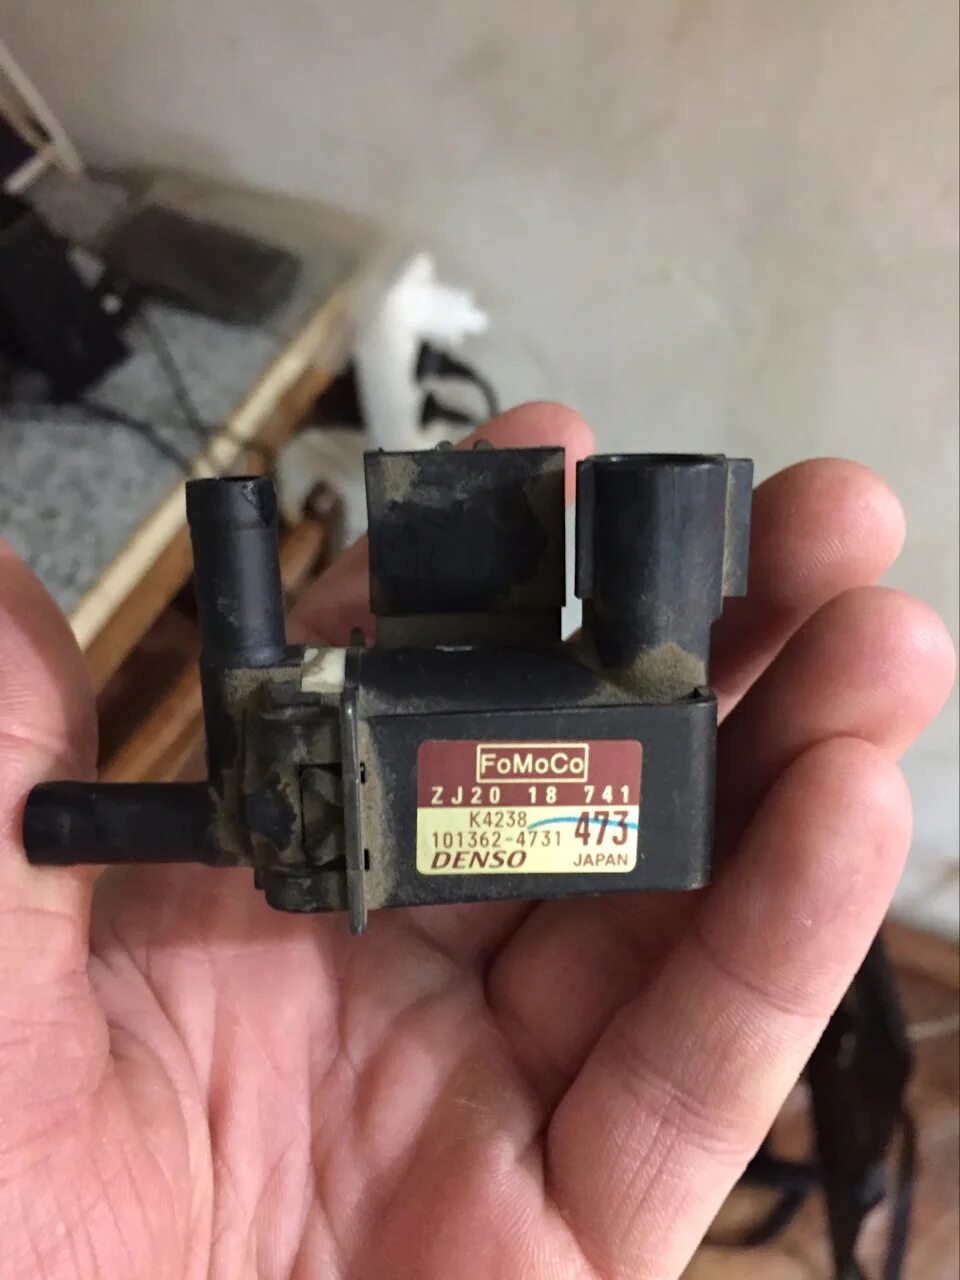 FoMoCo
ZJ20 18 741
K4238
101362-4731 473
DENSO JAPAN